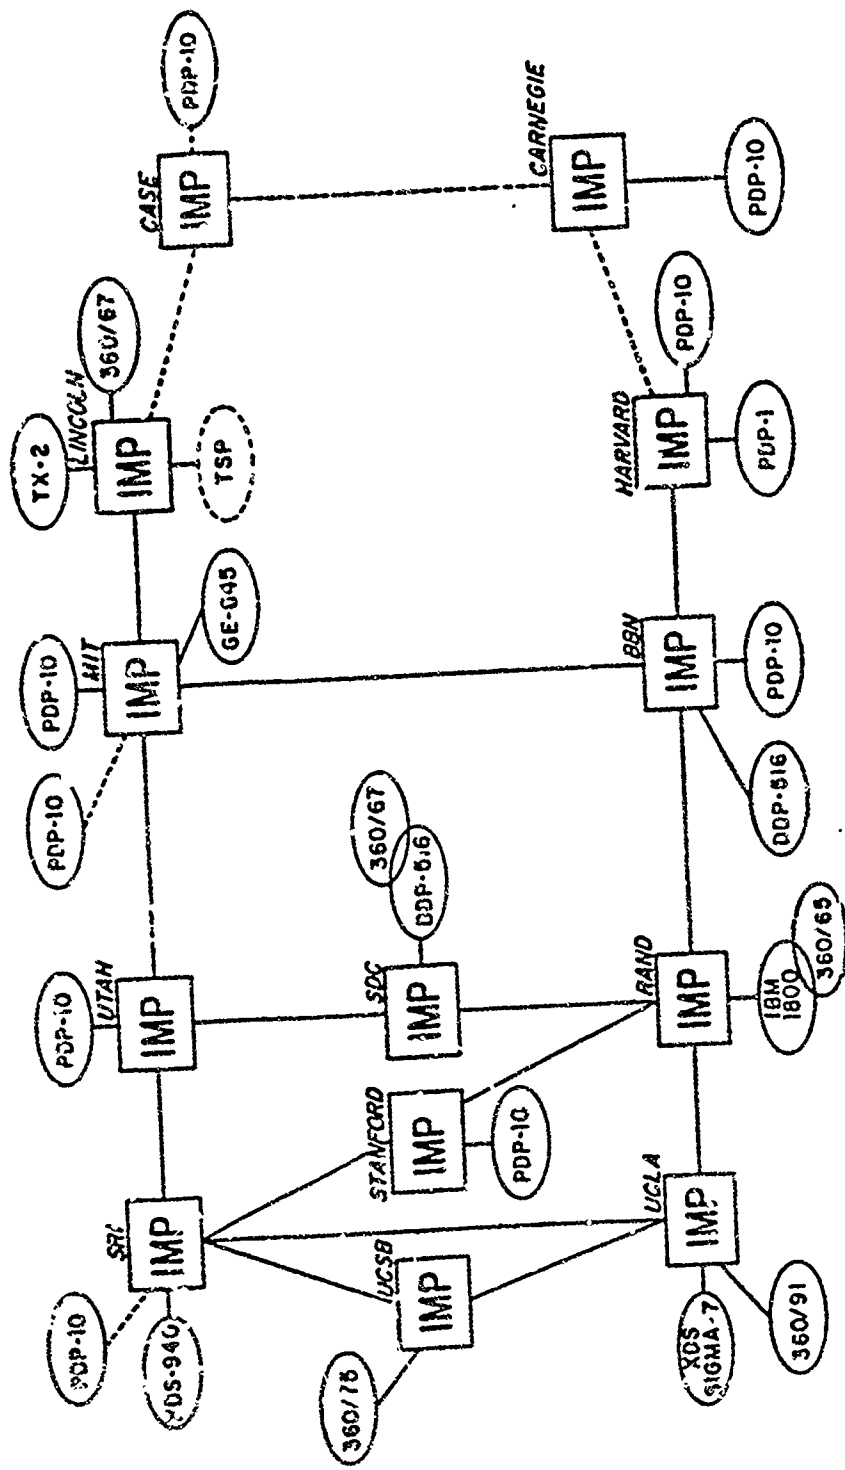 PDP-10
XDS-940
SRI
IMP
PDP-10
UTAH
IMP
PDP-10
PDP-10
MIT
IMP
GE-645
TX-2
LINCOLN
360/67
IMP
TSP
CASE
PDP-10
IMP
360/75
UCSB
IMP
STANFORD
IMP
PDP-10
SDC
IMP
360/67
DDP-516
XDS
SIGMA-7
360/91
UCLA
IMP
RAND
IMP
IBM
1800
360/65
BBN
IMP
DDP-516
PDP-10
HARVARD
IMP
PDP-10
PDP-1
CARNEGIE
IMP
PDP-10